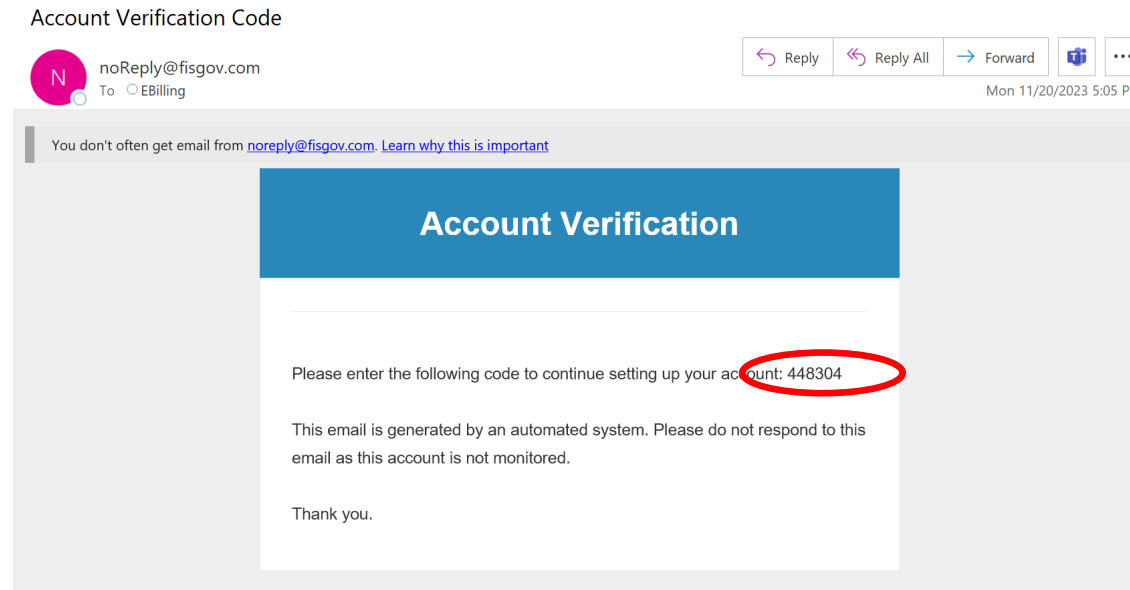 Account Verification Code
N
noReply@fisgov.com
To EBilling
Reply
Reply All
Forward
Mon 11/20/2023 5:05 P
You don't often get email from noreply@fisgov.com. Learn why this is important
Account Verification
Please enter the following code to continue setting up your account: 448304
This email is generated by an automated system. Please do not respond to this
email as this account is not monitored.
Thank you.